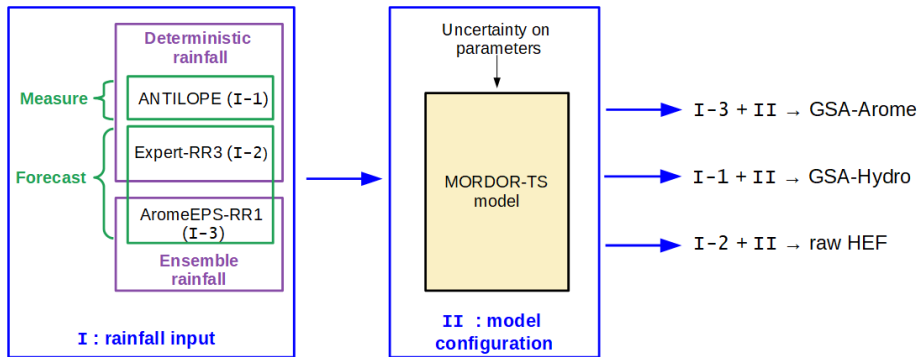 Deterministic
rainfall
Measure
ANTILOPE (I-1)
Expert-RR3 (I-2)
Forecast
AromeEPS-RR1
(I-3)
Ensemble
rainfall
I : rainfall input
Uncertainty on
parameters
MORDOR-TS
model
II : model
configuration
I-3 + II → GSA-Arome
I-1 + II → GSA-Hydro
I-2 + II → raw HEF